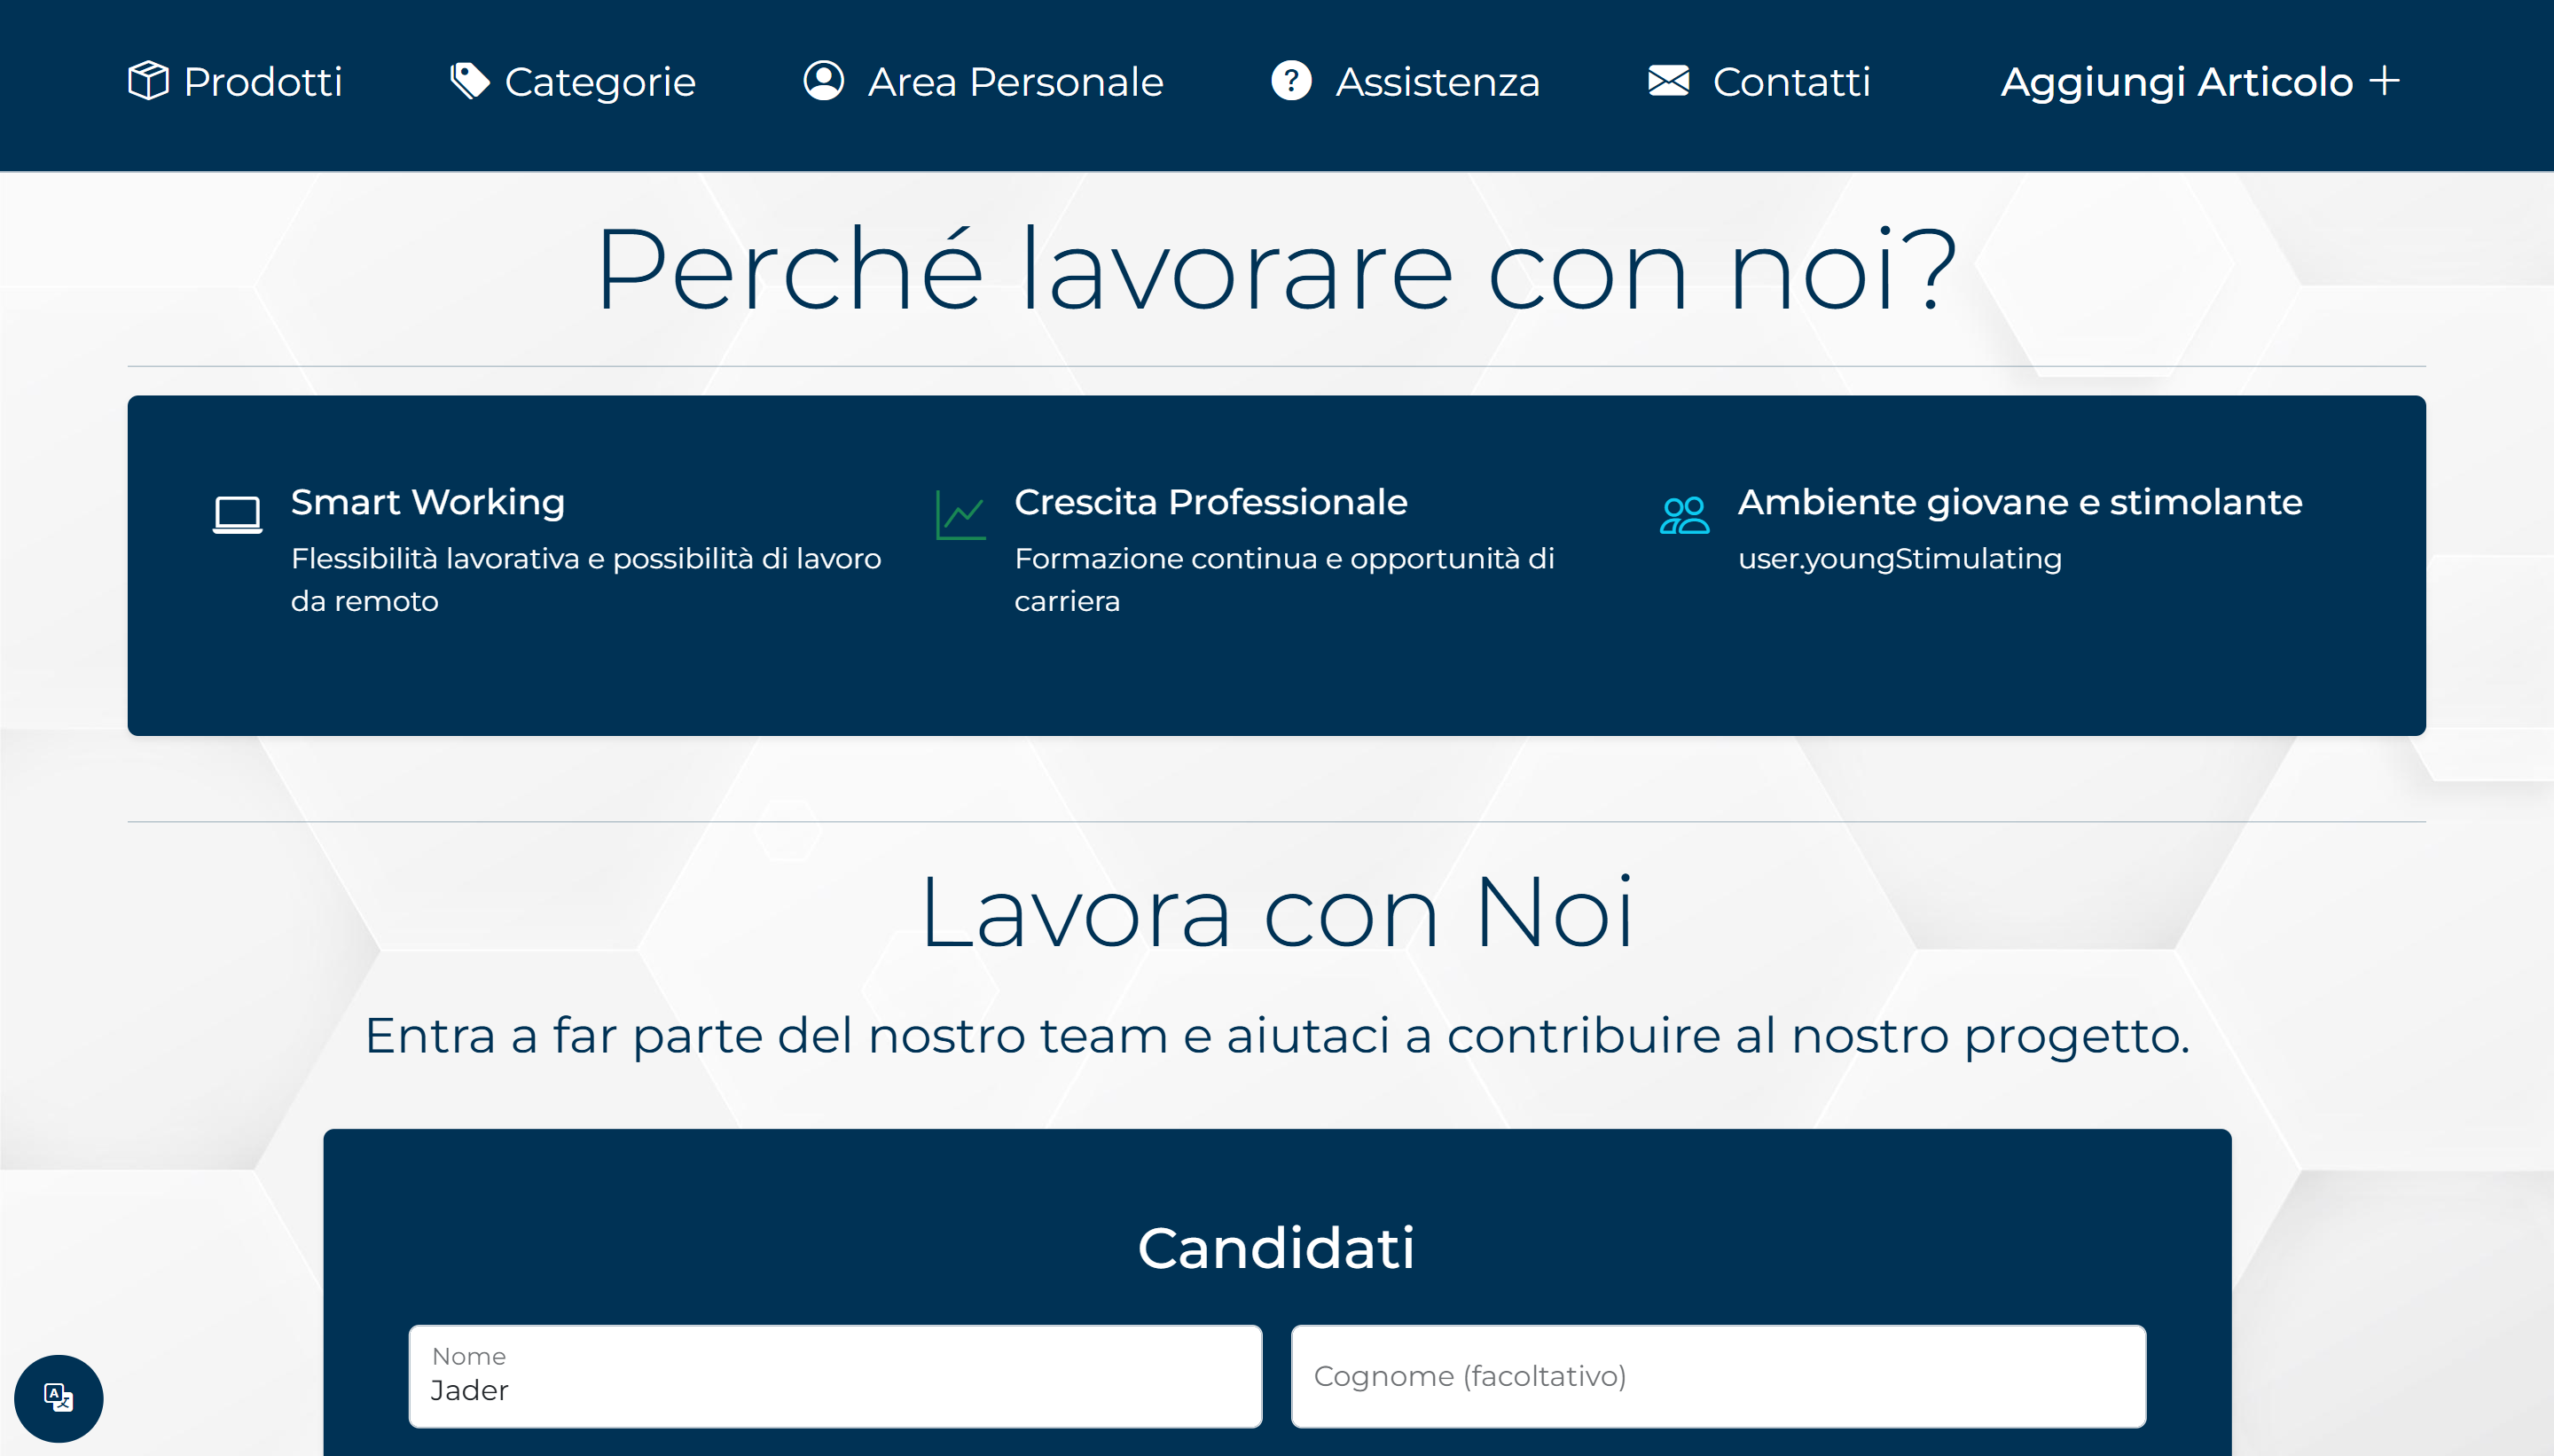 Prodotti Categorie Area Personale Assistenza Contatti Aggiungi Articolo +
Perché lavorare con noi?
Smart Working
Flessibilità lavorativa e possibilità di lavoro
da remoto
Crescita Professionale
Formazione continua e opportunità di
carriera
Ambiente giovane e stimolante
user.youngStimulating
Lavora con Noi
Entra a far parte del nostro team e aiutaci a contribuire al nostro progetto.
Candidati
Nome
Jader
Cognome (facoltativo)